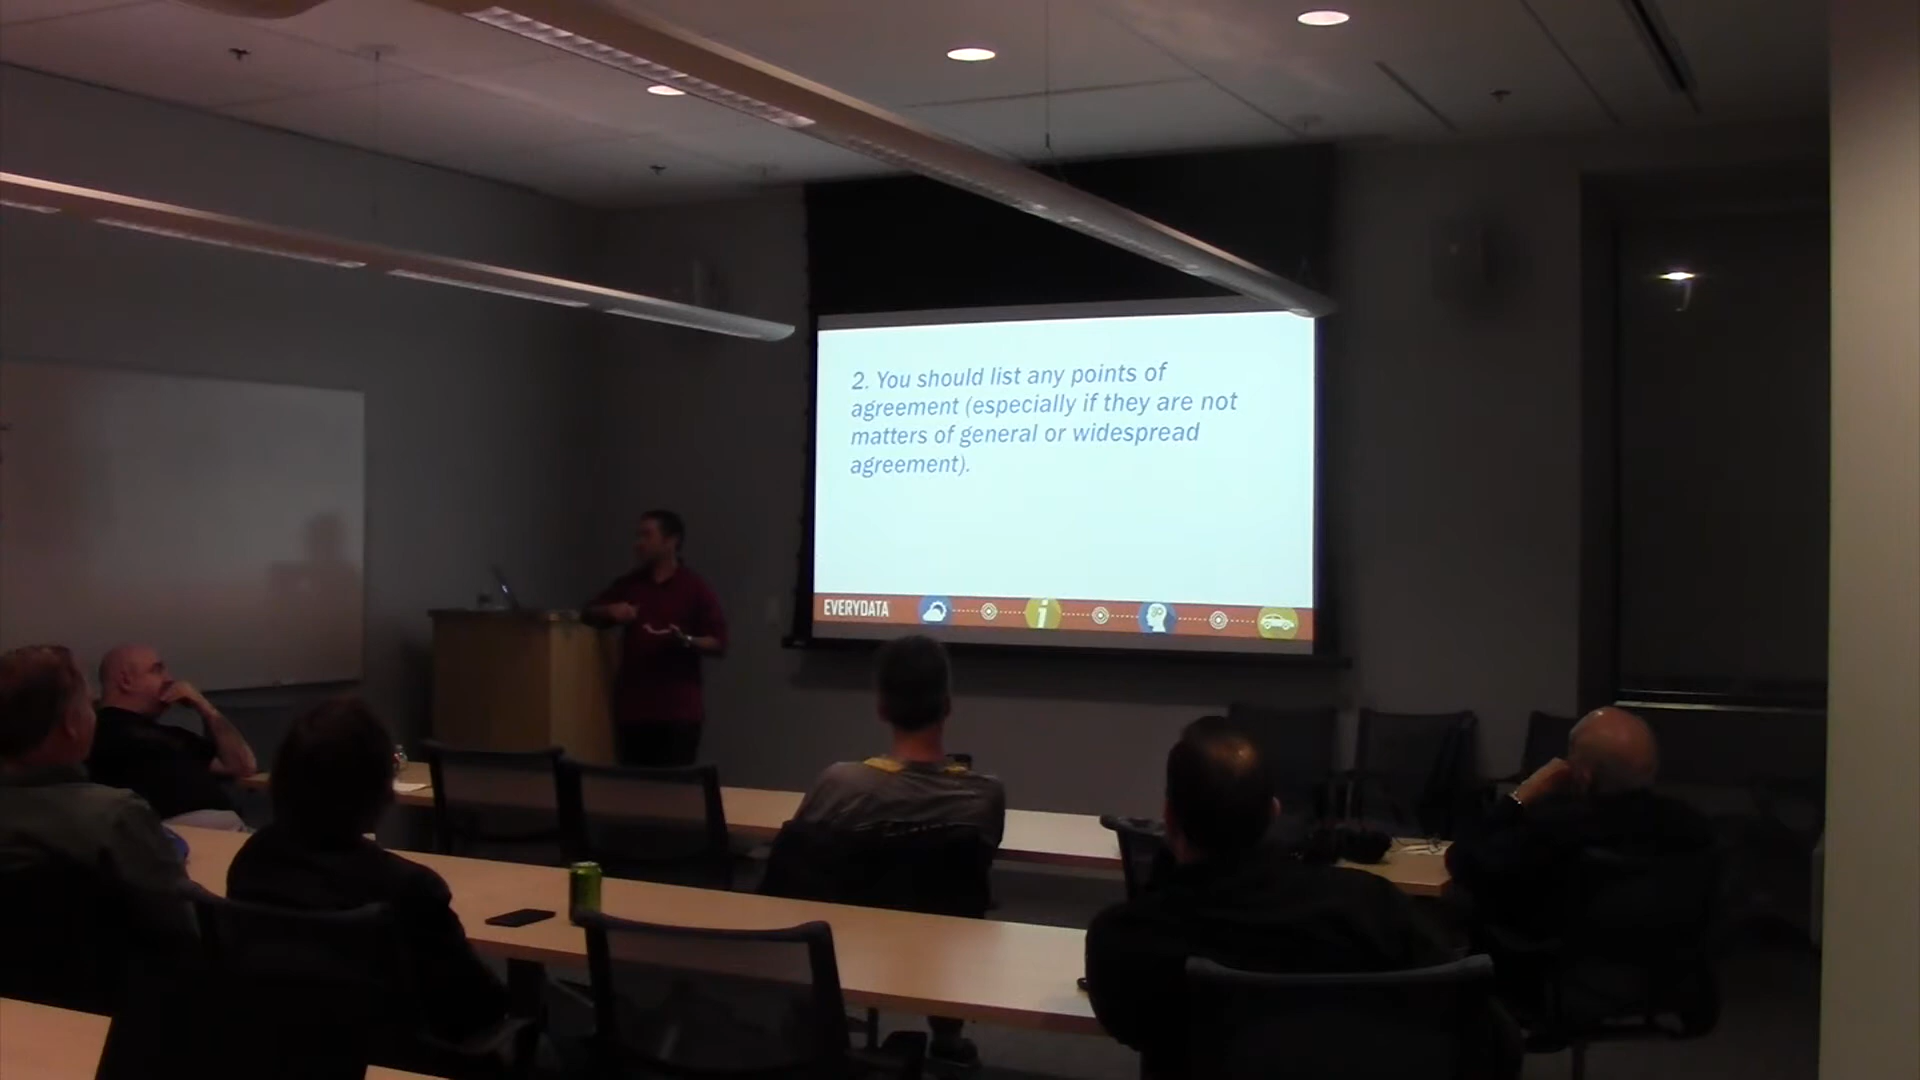 2. You should list any points of
agreement (especially if they are not
matters of general or widespread
agreement).
EVERYDATA